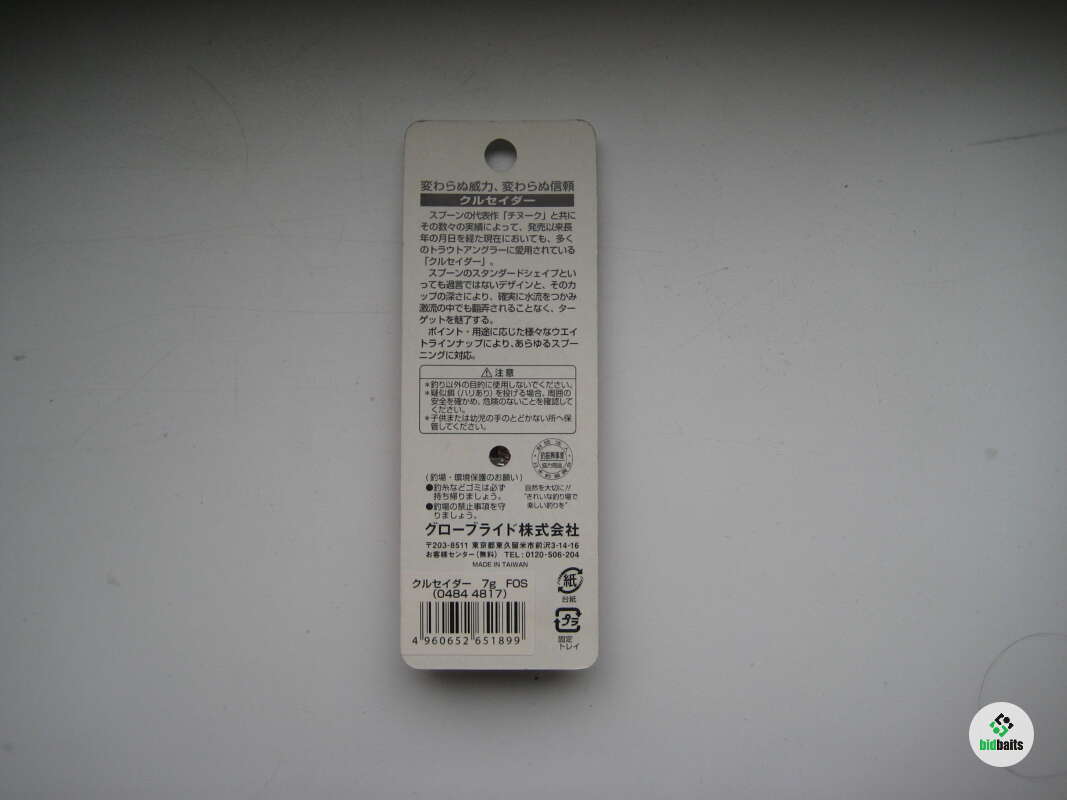 変わらぬ威力、変わらぬ信頼
クルセイダー
スプーンの代表作「チヌーク」と共に
その数々の実績によって、発売以来長
年の月日を経た現在においても、多く
のトラウトアングラーに愛用されている
「クルセイダー」。
スプーンのスタンダードシェイプとい
っても過言ではないデザインと、そのカ
ップの深さにより、確実に水流をつかみ
激流の中でも翻弄されることなく、ター
ゲットを魅了する。
ポイント・用途に応じた様々なウエイ
トラインナップにより、あらゆるスプー
ニングに対応。
注意
*釣り以外の目的に使用しないでください。
*疑似餌(ハリあり)を投げる場合、周囲の
安全を確かめ、危険のないことを確認して
ください。
*子供または幼児の手のとどかない所へ保
管してください。
(釣場・環境保護のお願い)
●釣糸などゴミは必ず
持ち帰りましょう。
●釣場の禁止事項を守
りましょう。
自然を大切に!!
"きれいな釣り場で
楽しい釣りを"
グローブライド株式会社
〒203-8511 東京都東久留米市前沢3-14-16
お客様センター(無料) TEL:0120-506-204
MADE IN TAIWAN
クルセイダー 7g FOS
(0484 4817)
4 960652 651899
紙
台紙
プラ
固定
トレイ
bidbaits